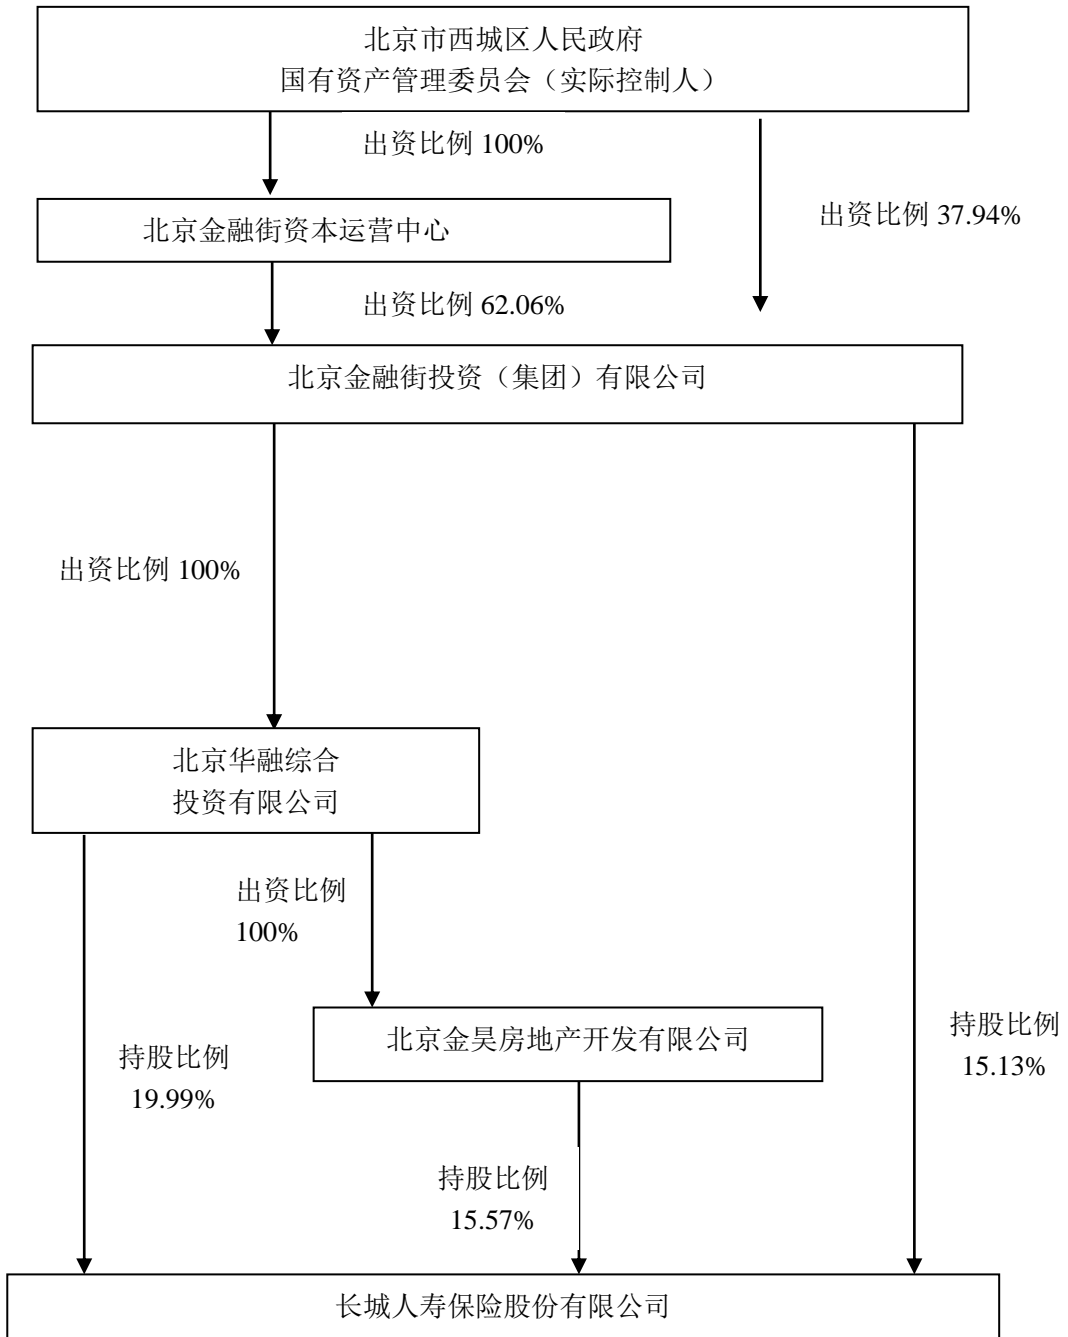 北京市西城区人民政府
国有资产管理委员会（实际控制人）
出资比例 100%
出资比例 37.94%
北京金融街资本运营中心
出资比例 62.06%
北京金融街投资（集团）有限公司
出资比例 100%
北京华融综合
投资有限公司
出资比例
100%
持股比例
15.13%
北京金昊房地产开发有限公司
持股比例
19.99%
持股比例
15.57%
长城人寿保险股份有限公司